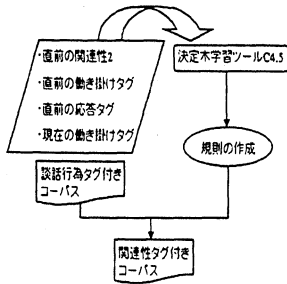 ・直前の関連性2
・直前の働き掛けタグ
・直前の応答タグ
・現在の働き掛けタグ
決定木学習ツールC4.5
規則の作成
談話行為タグ付き
コーパス
関連性タグ付き
コーパス